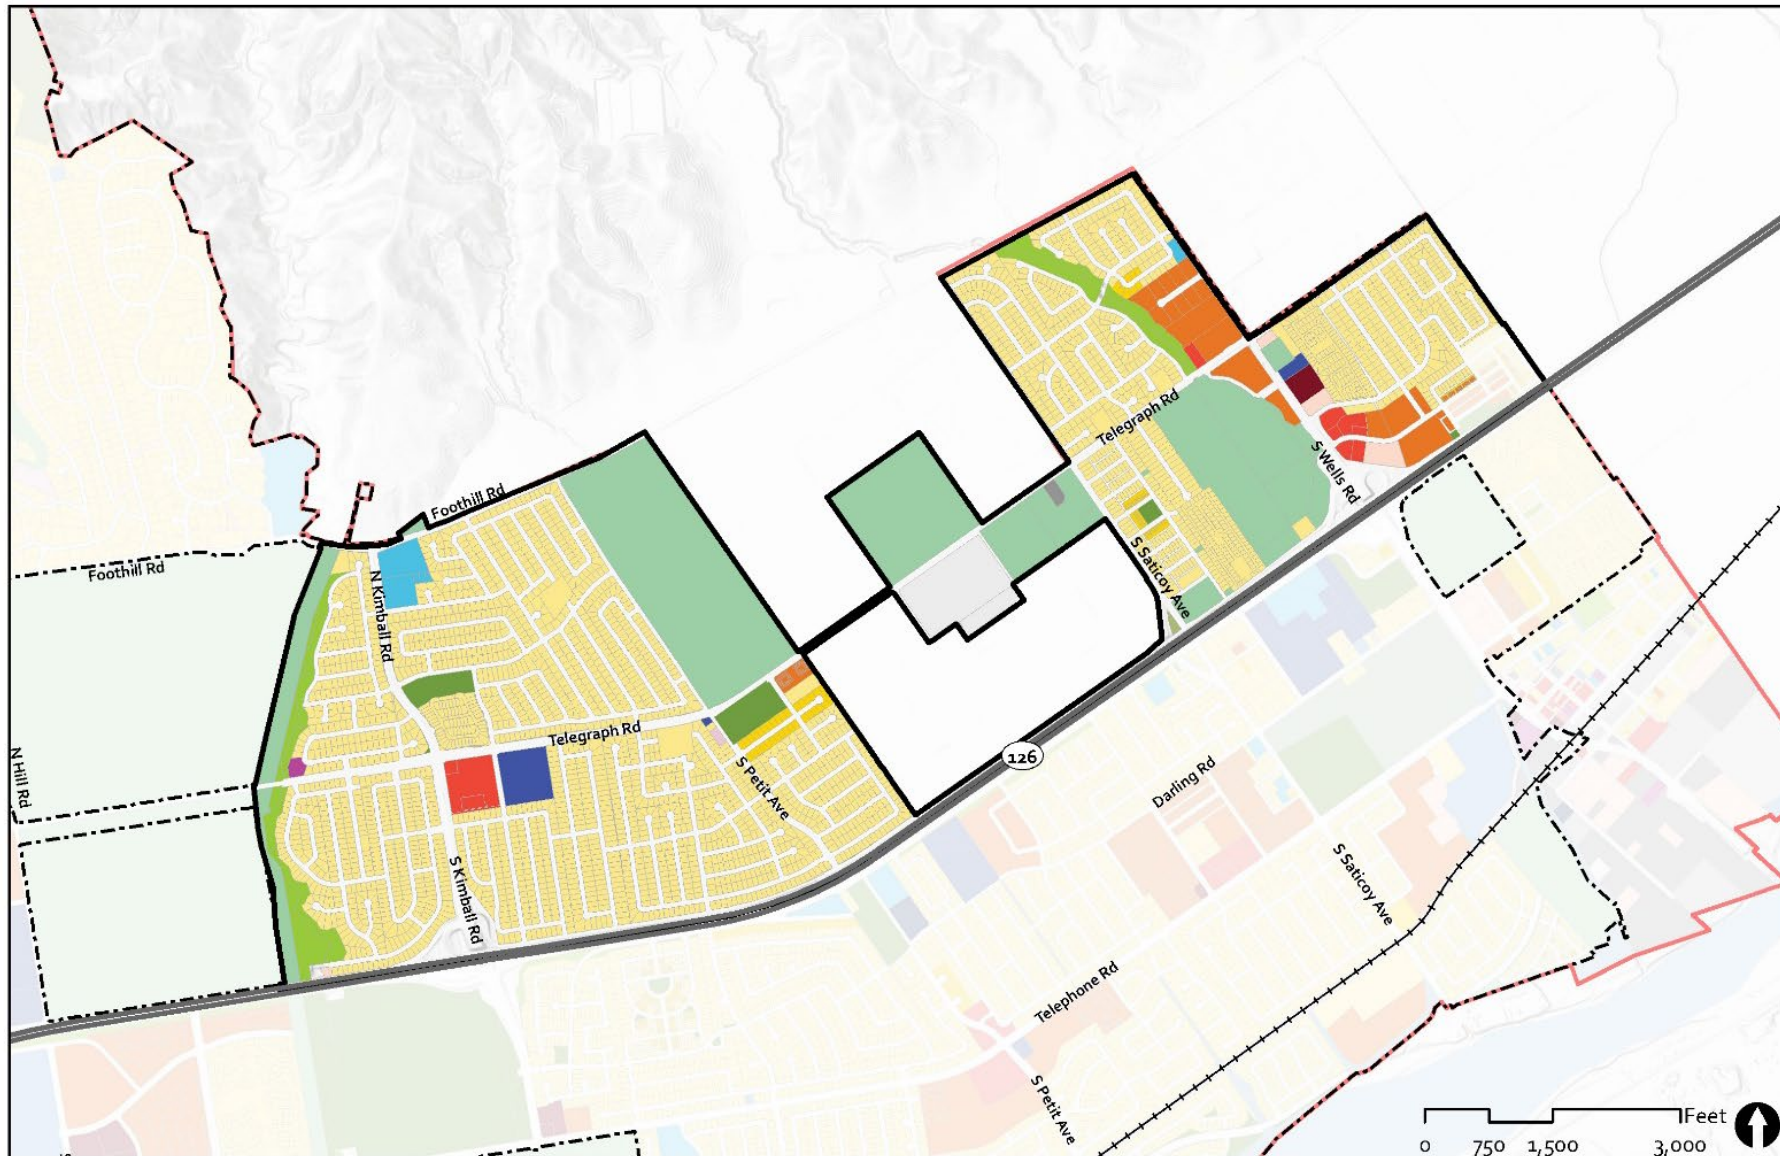 Foothill Rd
Telegraph Rd
S Wells Rd
Foothill Rd
N Kimball Rd
S Saticoy Ave
N Hill Rd
Telegraph Rd
S Petit Ave
126
Darling Rd
S Kimball Rd
S Saticoy Ave
Telephone Rd
S Petit Ave
Feet
0 750 1,500 3,000